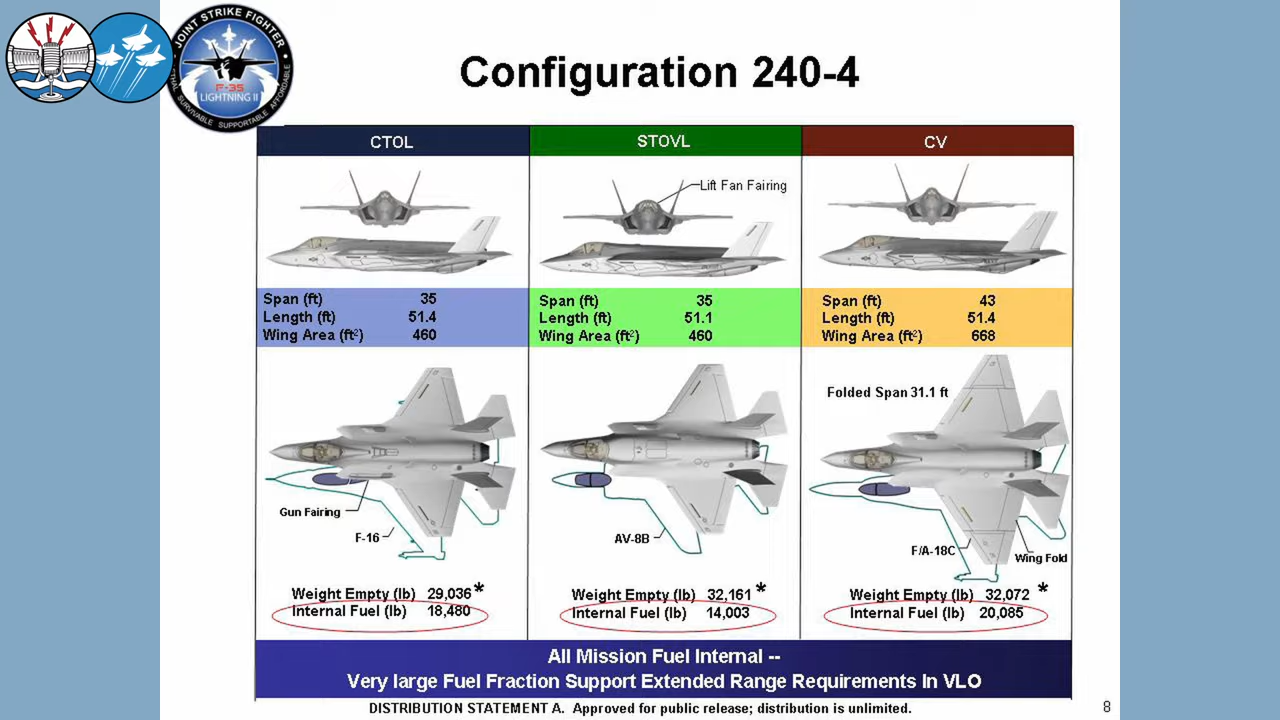 JOINT STRIKE FIGHTER
F-35
LIGHTNING II
SURVIVABLE SUPPORTABLE AFFORDABLE
Configuration 240-4
CTOL
STOVL
CV
Lift Fan Fairing
Span (ft) 35
Length (ft) 51.4
Wing Area (ft²) 460
Span (ft) 35
Length (ft) 51.1
Wing Area (ft²) 460
Span (ft) 43
Length (ft) 51.4
Wing Area (ft²) 668
Folded Span 31.1 ft
Gun Fairing
F-16
AV-8B
F/A-18C
Wing Fold
Weight Empty (lb) 29,036 *
Internal Fuel (lb) 18,480
Weight Empty (lb) 32,161 *
Internal Fuel (lb) 14,003
Weight Empty (lb) 32,072 *
Internal Fuel (lb) 20,085
All Mission Fuel Internal --
Very large Fuel Fraction Support Extended Range Requirements In VLO
DISTRIBUTION STATEMENT A. Approved for public release; distribution is unlimited.
8